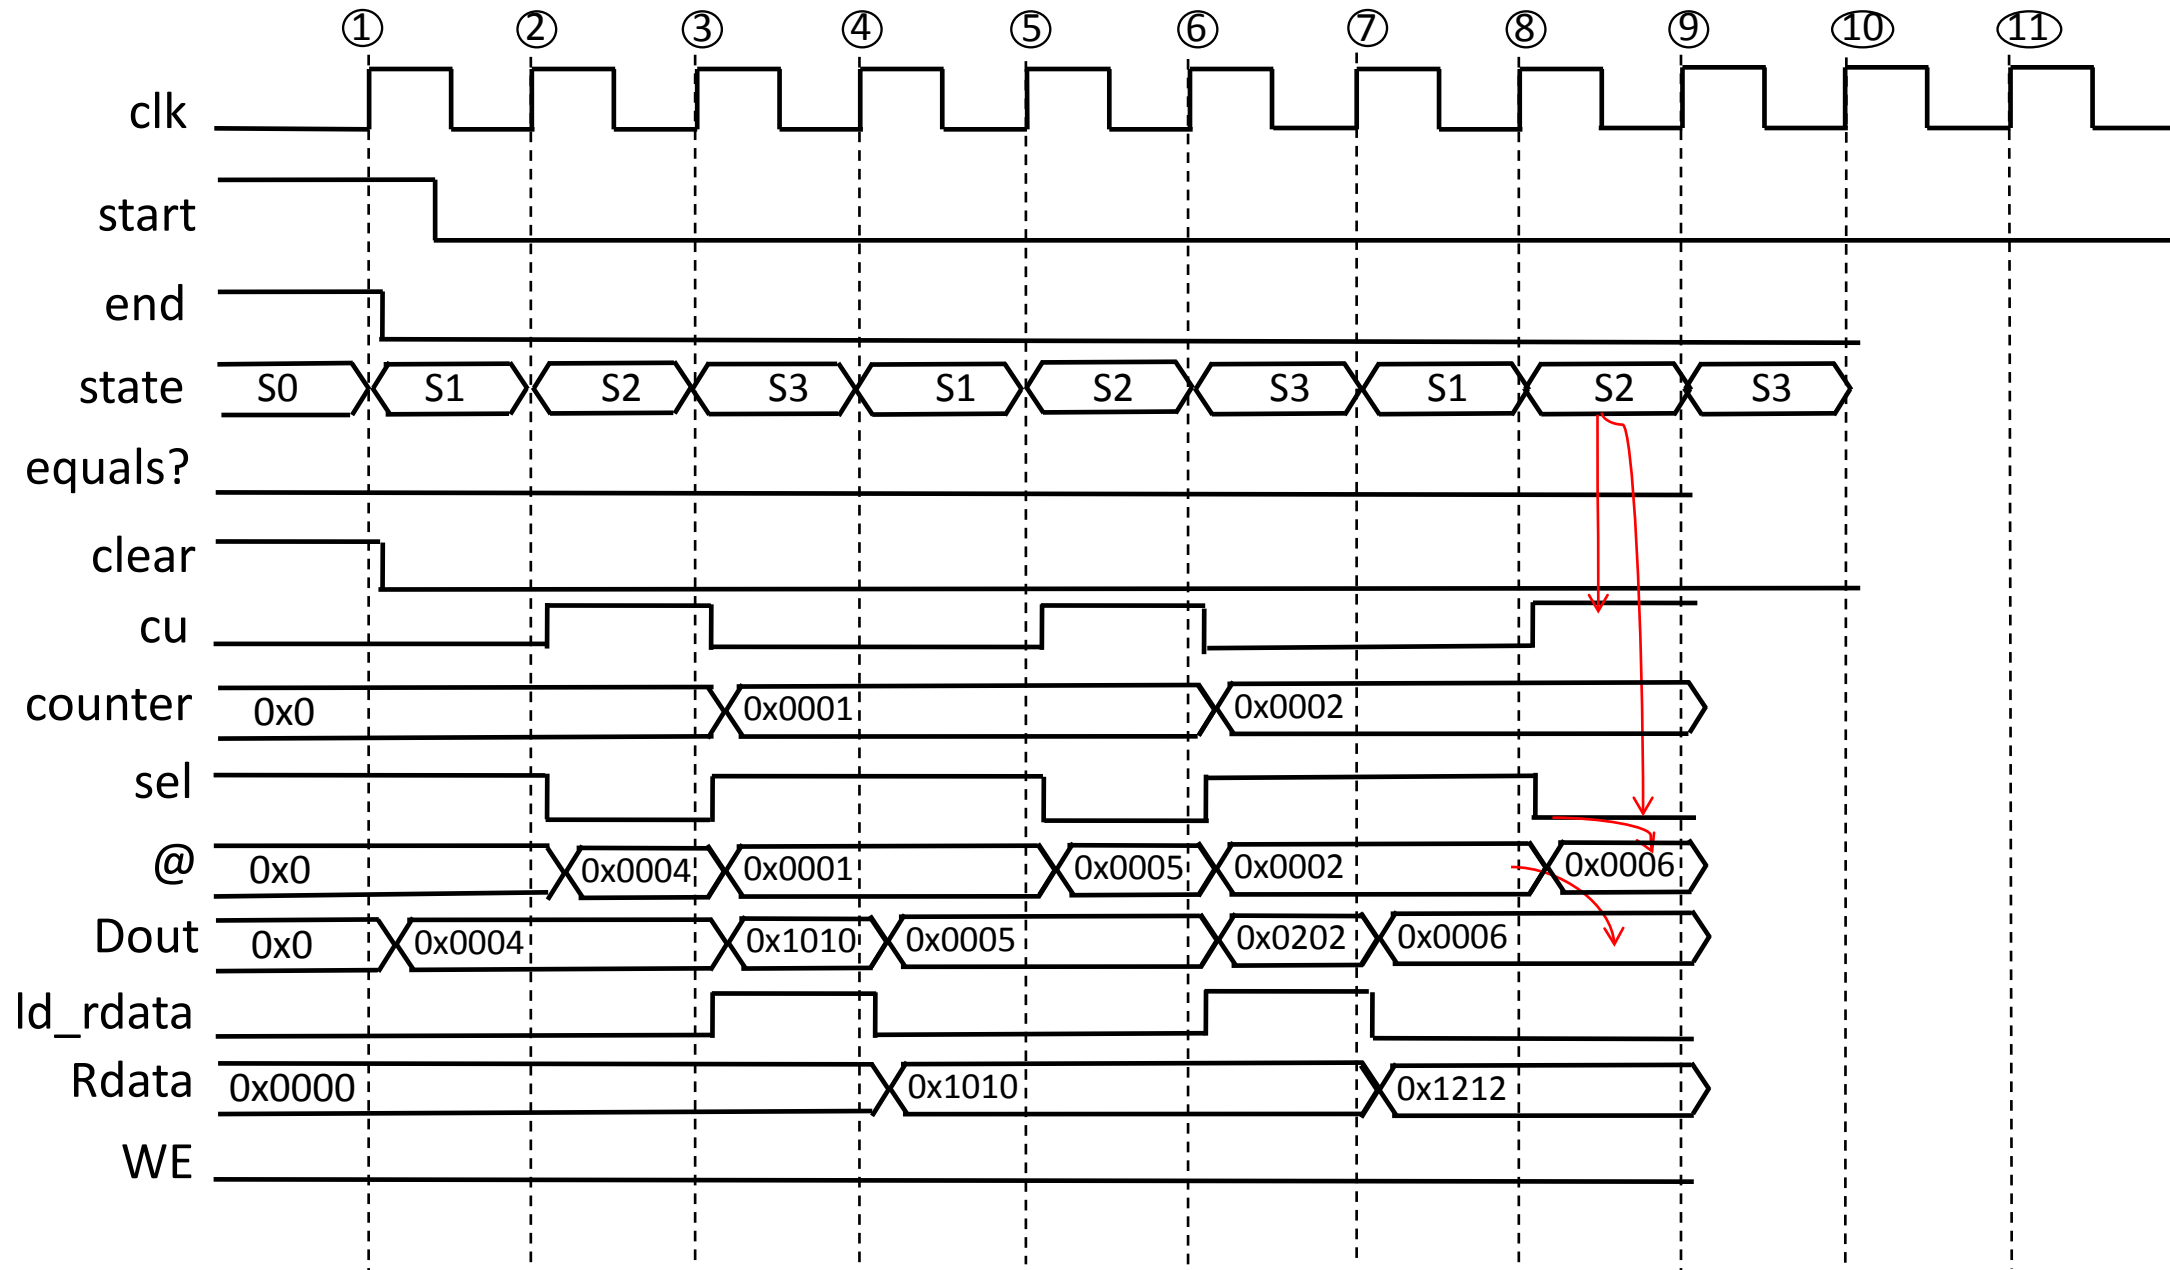 1 2 3 4 5 6 7 8 9 10 11
clk
start
end
state S0 S1 S2 S3 S1 S2 S3 S1 S2 S3
equals?
clear
cu
counter 0x0 0x0001 0x0002
sel
@ 0x0 0x0004 0x0001 0x0005 0x0002 0x0006
Dout 0x0 0x0004 0x1010 0x0005 0x0202 0x0006
ld_rdata
Rdata 0x0000 0x1010 0x1212
WE